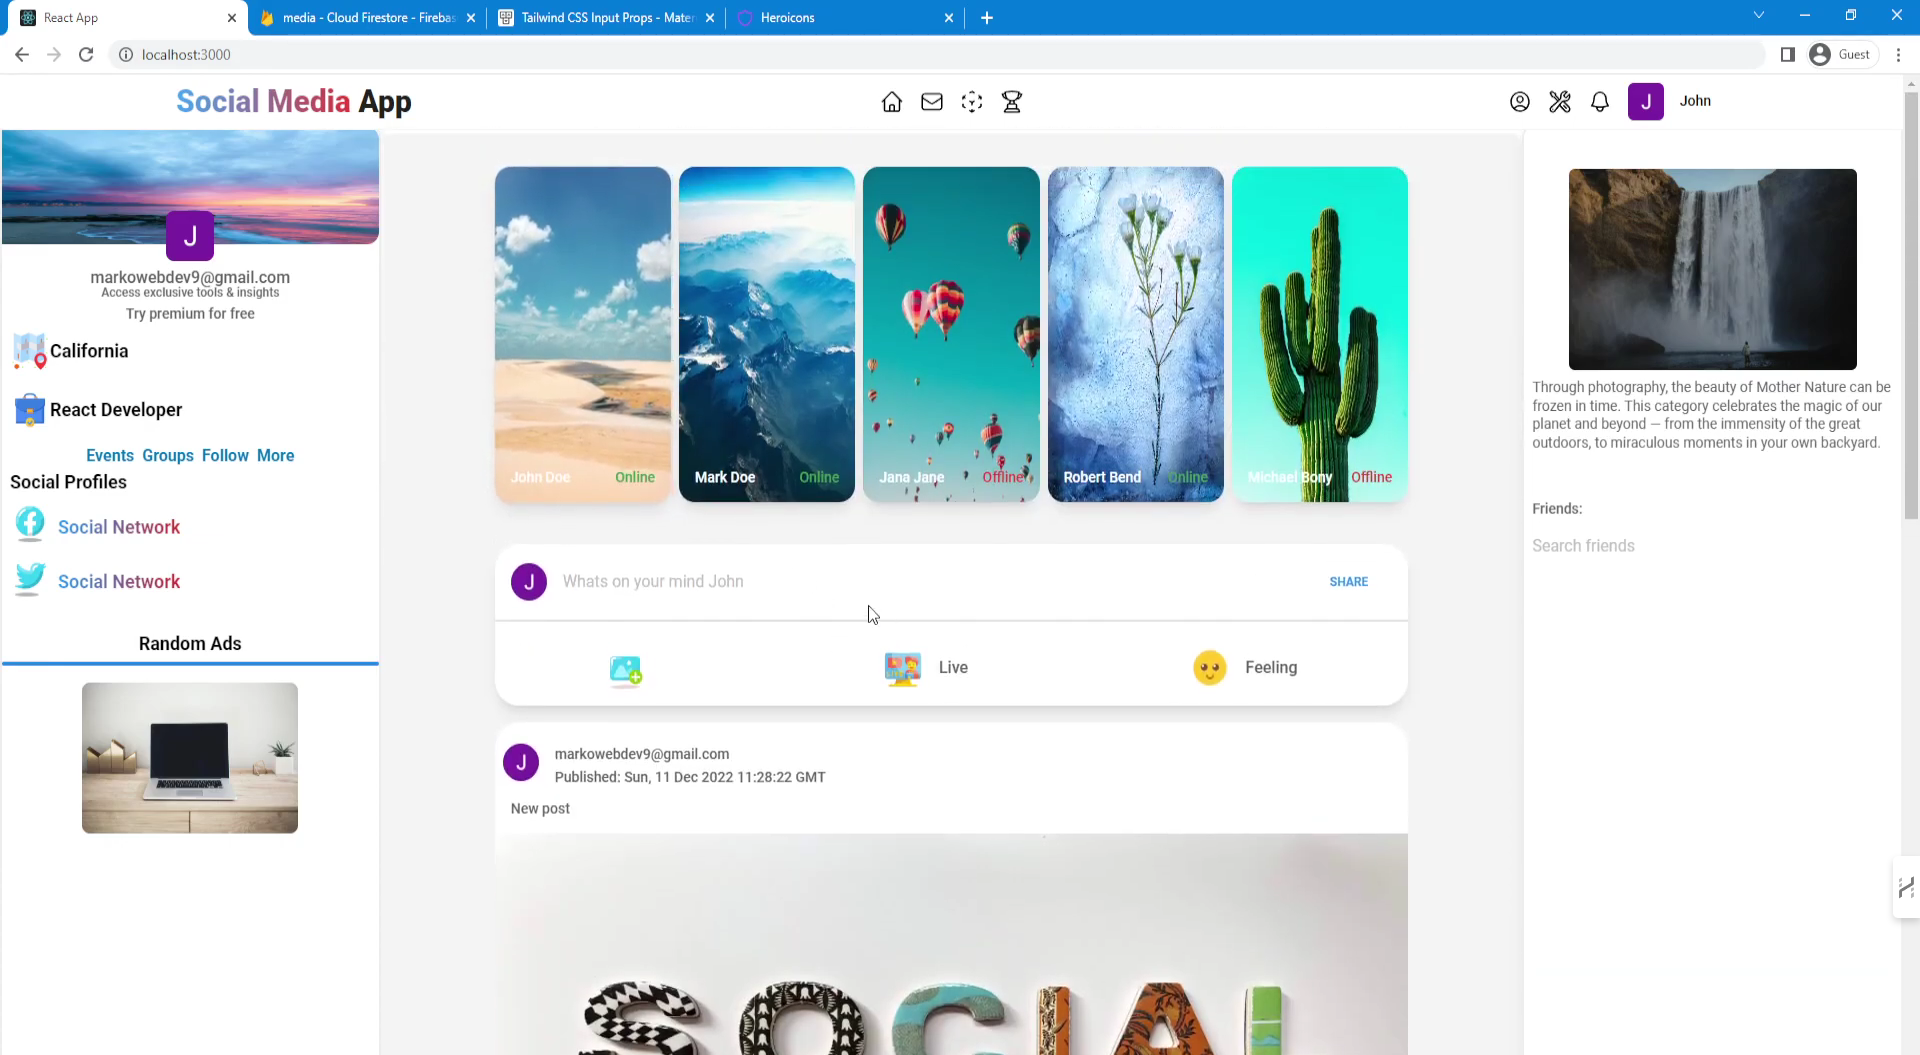 React App
media - Cloud Firestore - Firebas
Tailwind CSS Input Props - Mater
Heroicons
localhost:3000
Guest
Social Media App
J
John
J
markowebdev9@gmail.com
Access exclusive tools & insights
Try premium for free
California
React Developer
Events Groups Follow More
Social Profiles
Social Network
Social Network
Random Ads
John Doe Online
Mark Doe Online
Jana Jane Offline
Robert Bend Online
Michael Bony Offline
J
Whats on your mind John
SHARE
Live
Feeling
J
markowebdev9@gmail.com
Published: Sun, 11 Dec 2022 11:28:22 GMT
New post
SOCIAL
Through photography, the beauty of Mother Nature can be
frozen in time. This category celebrates the magic of our
planet and beyond — from the immensity of the great
outdoors, to miraculous moments in your own backyard.
Friends:
Search friends